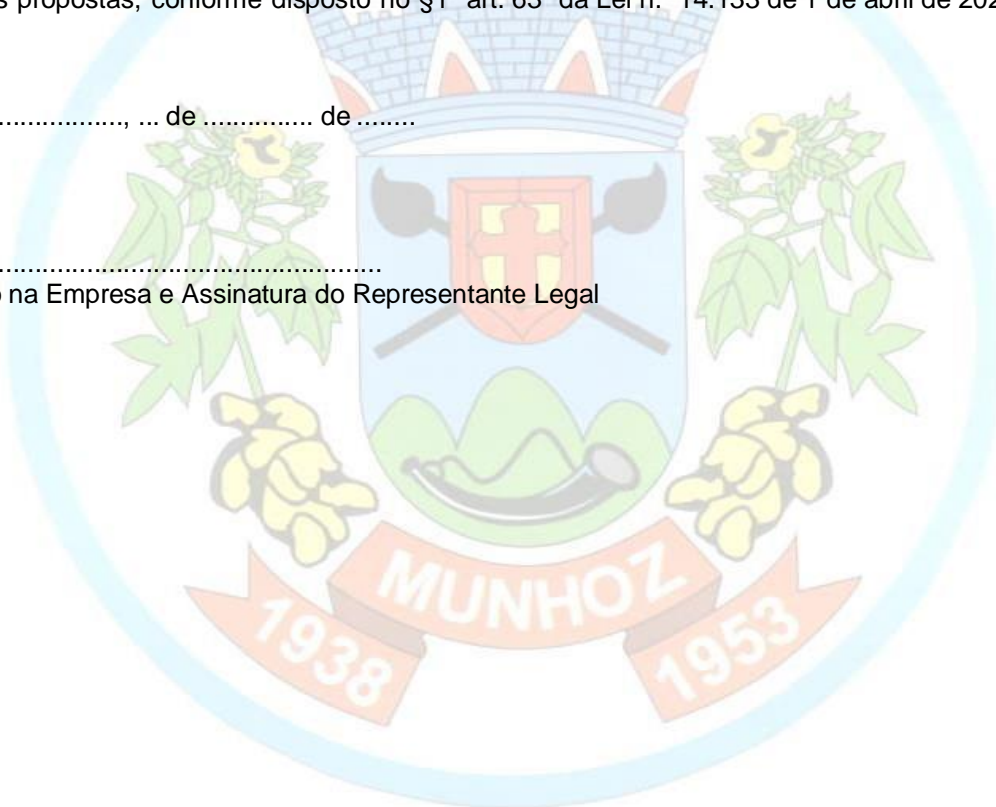 s propostas, conforme disposto no §1º art. 63º da Lei n.º 14.133 de 1 de abril de 202
................., ... de ............... de ........
....................................................
o na Empresa e Assinatura do Representante Legal
MUNHOZ
1938
1953